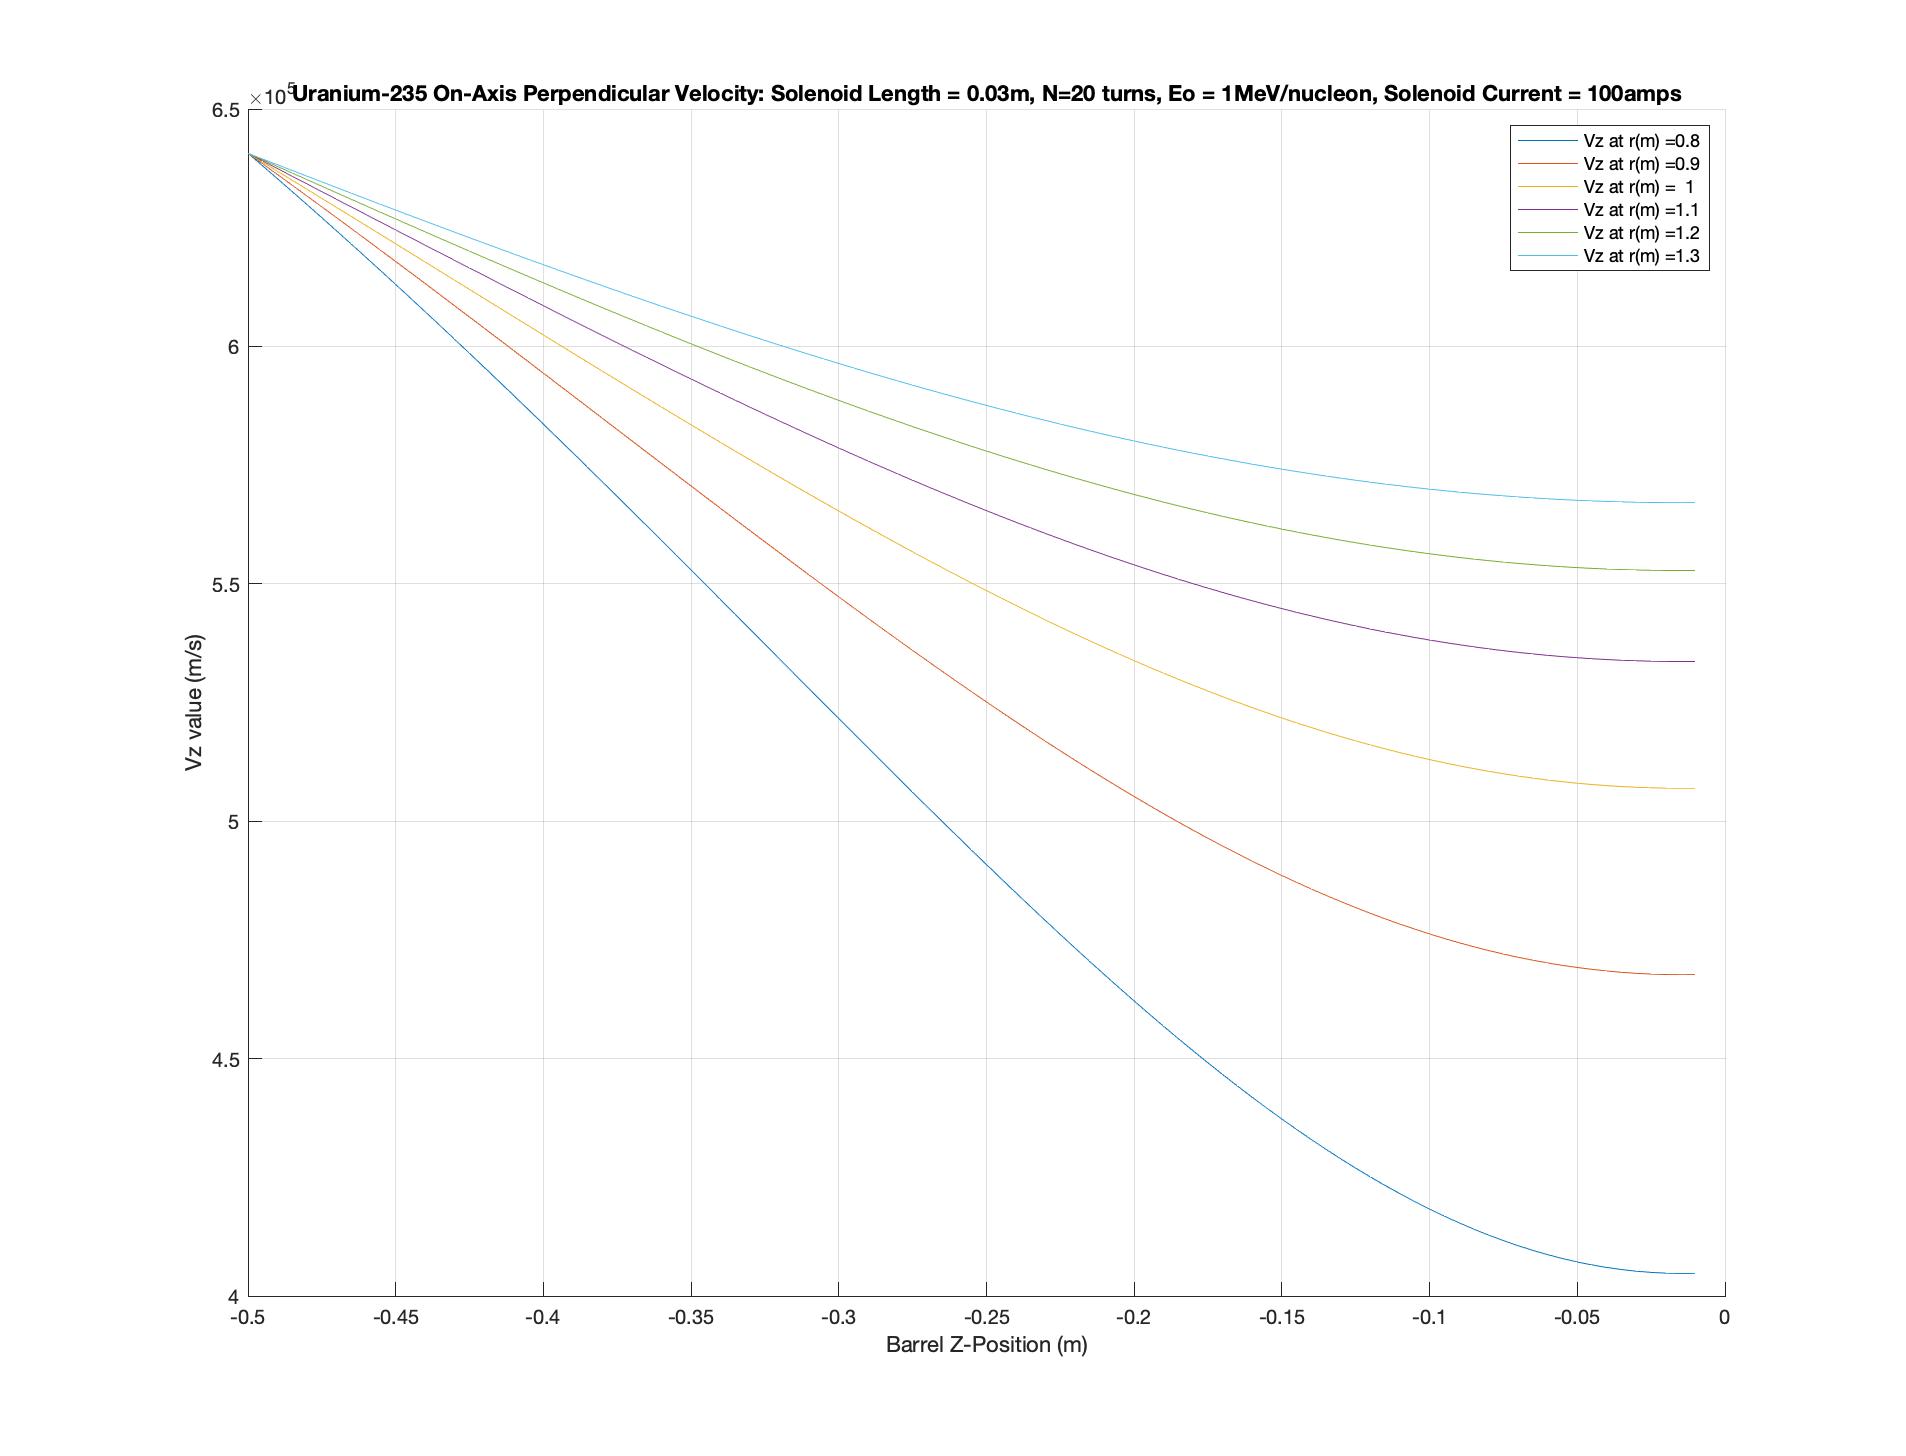 ×10⁵
Uranium-235 On-Axis Perpendicular Velocity: Solenoid Length = 0.03m, N=20 turns, Eo = 1MeV/nucleon, Solenoid Current = 100amps
Vz at r(m) =0.8
Vz at r(m) =0.9
Vz at r(m) =  1
Vz at r(m) =1.1
Vz at r(m) =1.2
Vz at r(m) =1.3
6.5
6
5.5
5
4.5
4
Vz value (m/s)
-0.5 -0.45 -0.4 -0.35 -0.3 -0.25 -0.2 -0.15 -0.1 -0.05 0
Barrel Z-Position (m)